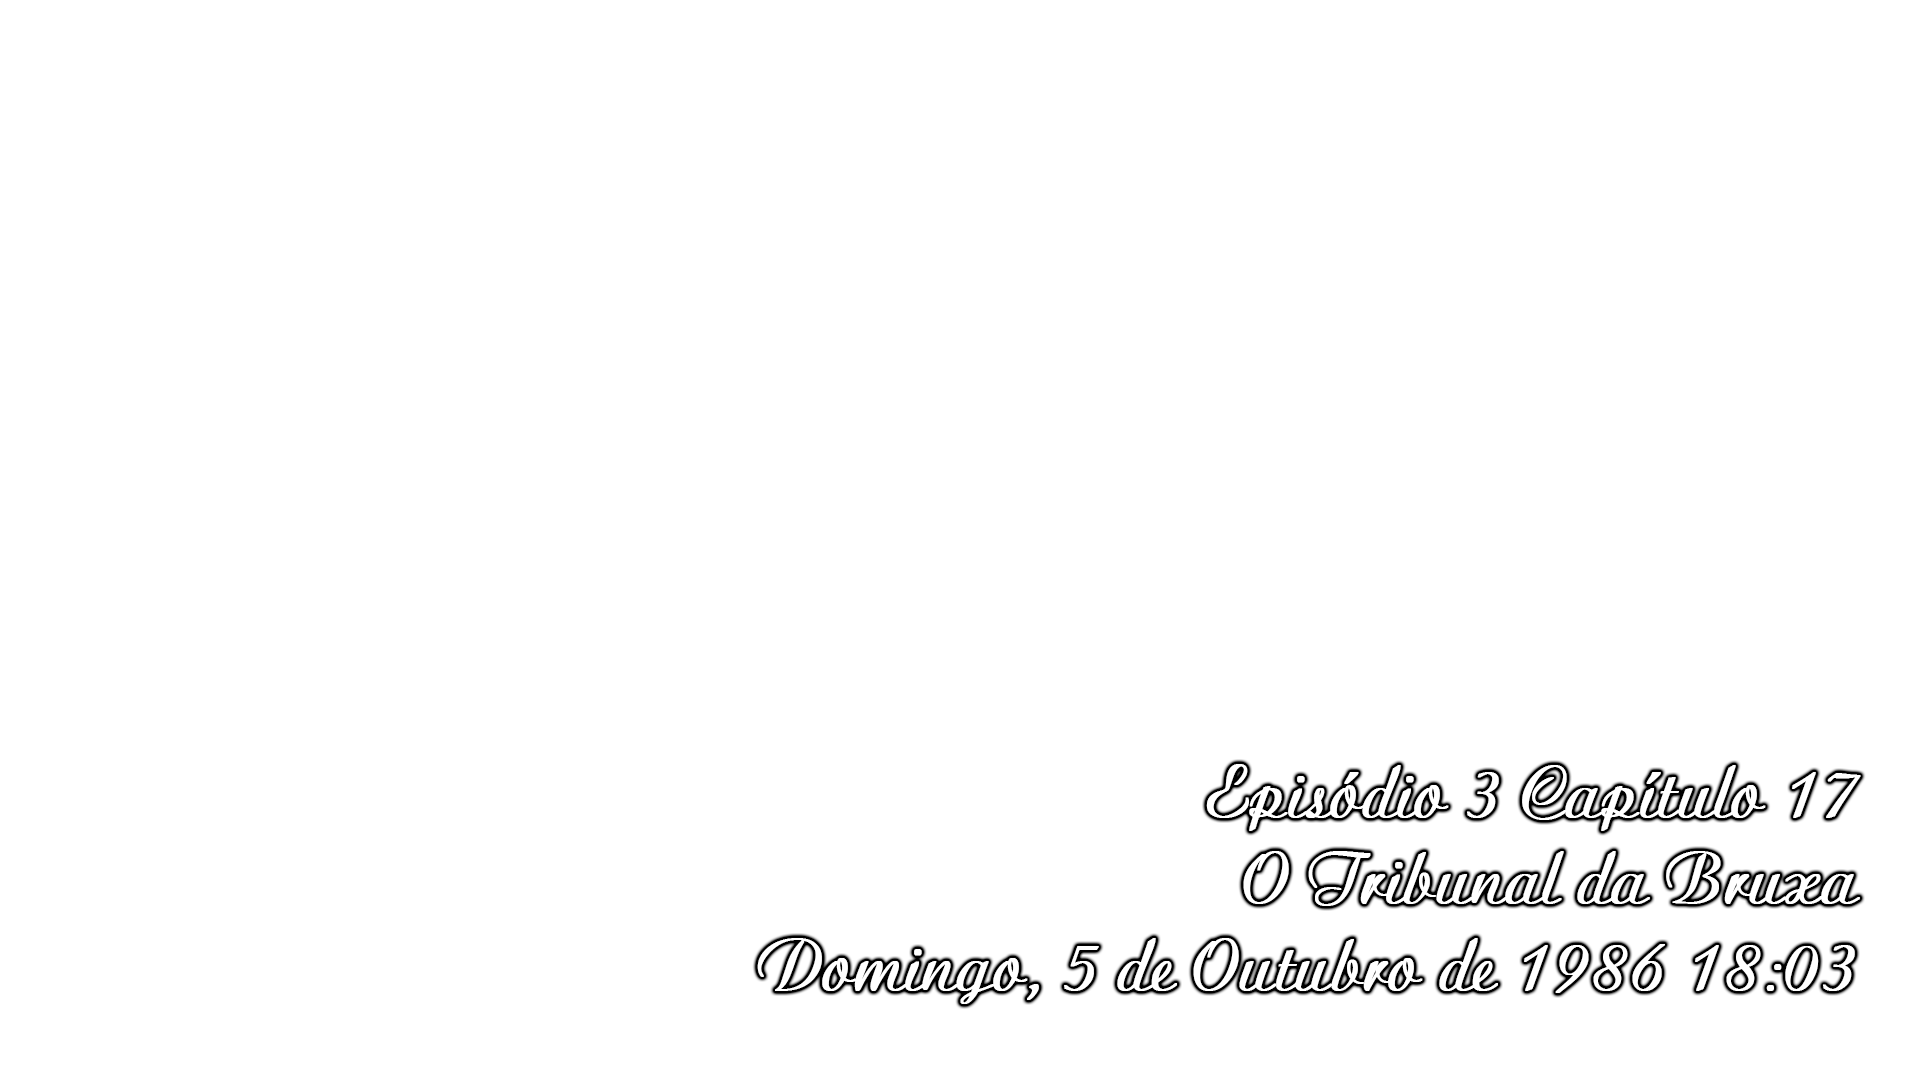 Episódio 3 Capítulo 17
O Tribunal da Bruxa
Domingo, 5 de Outubro de 1986 18:03